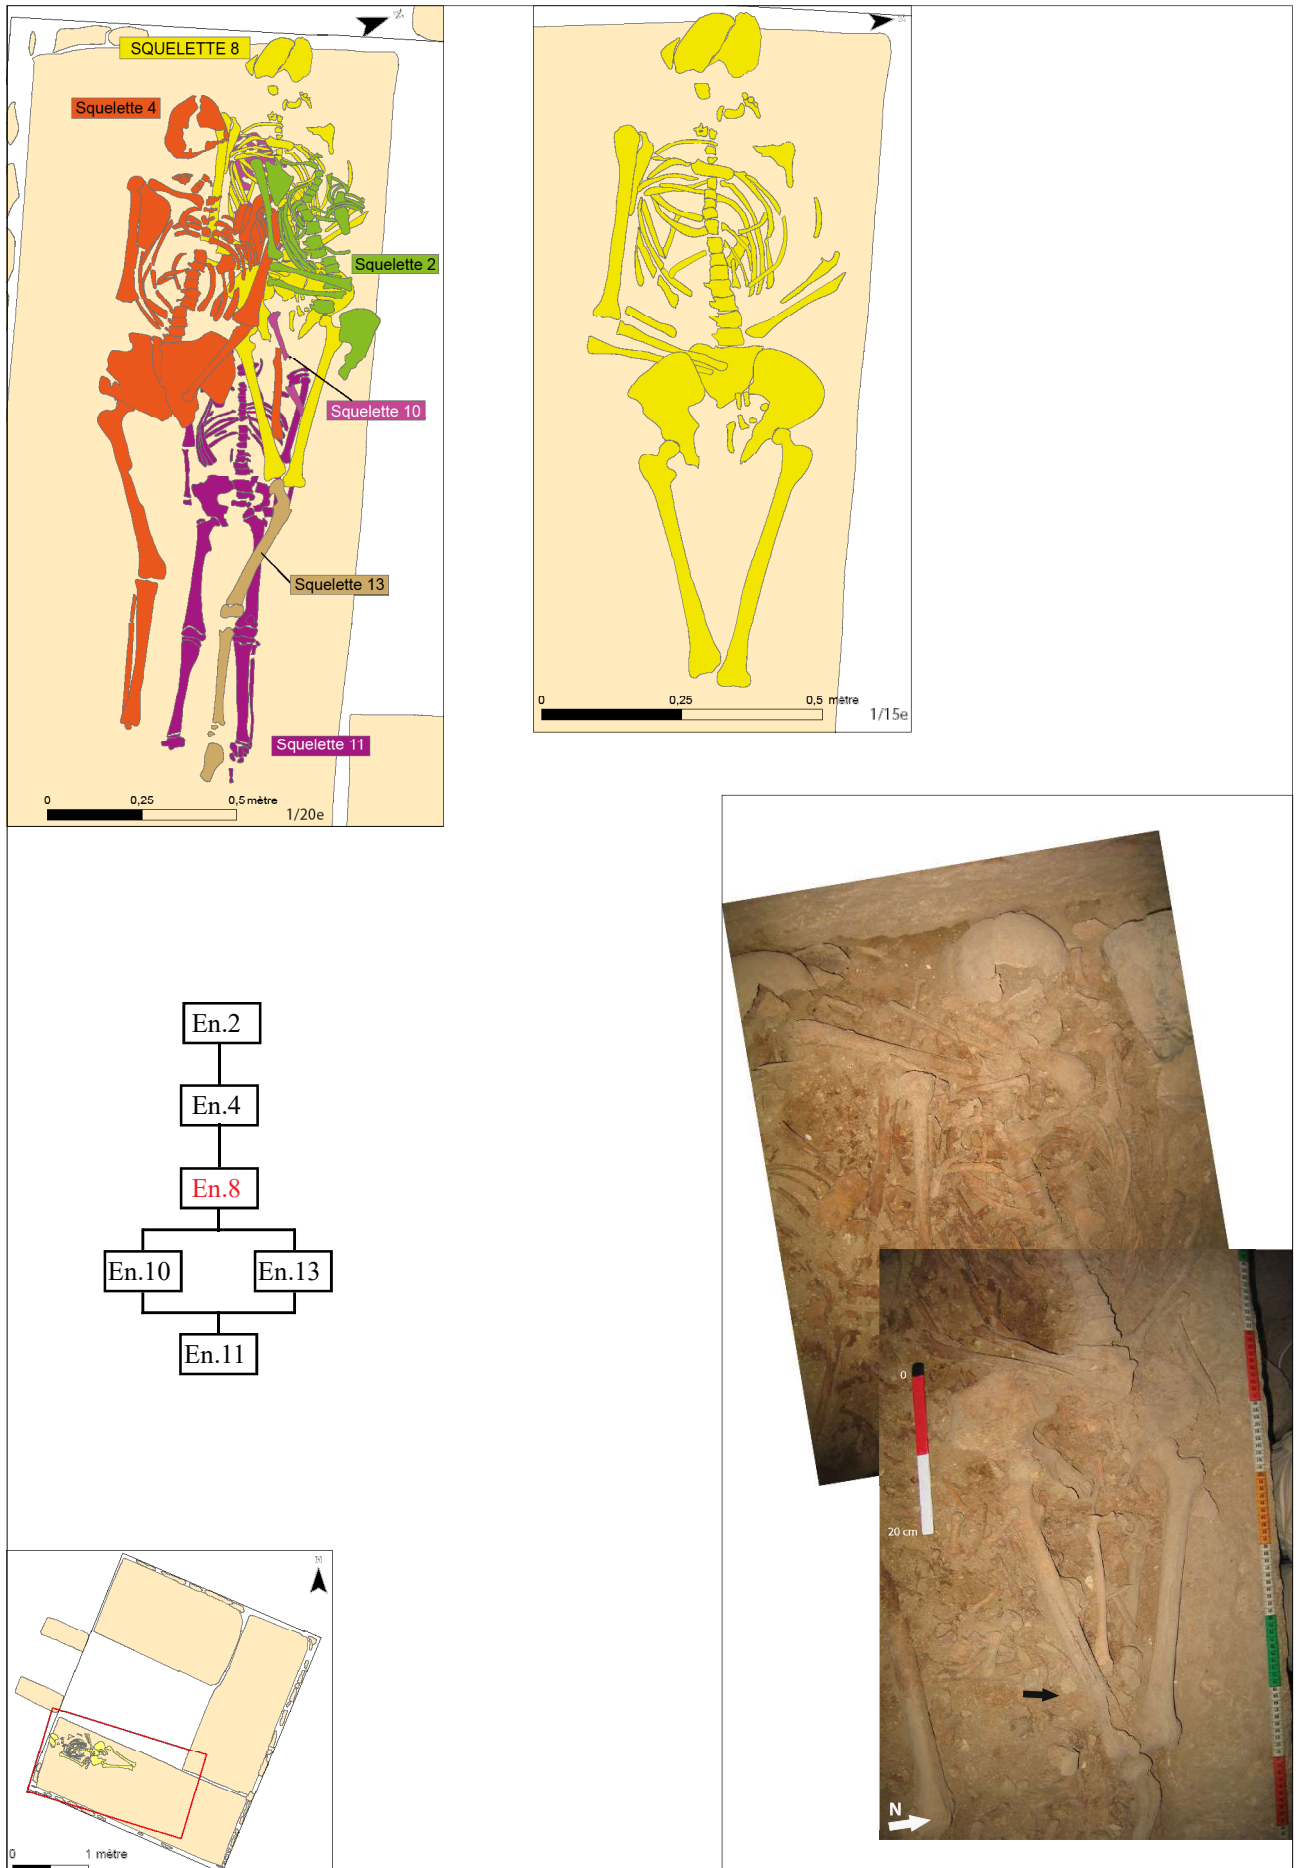 SQUELETTE 8
Squelette 4
Squelette 2
Squelette 10
Squelette 13
Squelette 11
0 0,25 0,5 mètre
1/20e
N
0 0,25 0,5 mètre
1/15e
En.2
En.4
En.8
En.10 En.13
En.11
0
20 cm
N
N
0 1 mètre